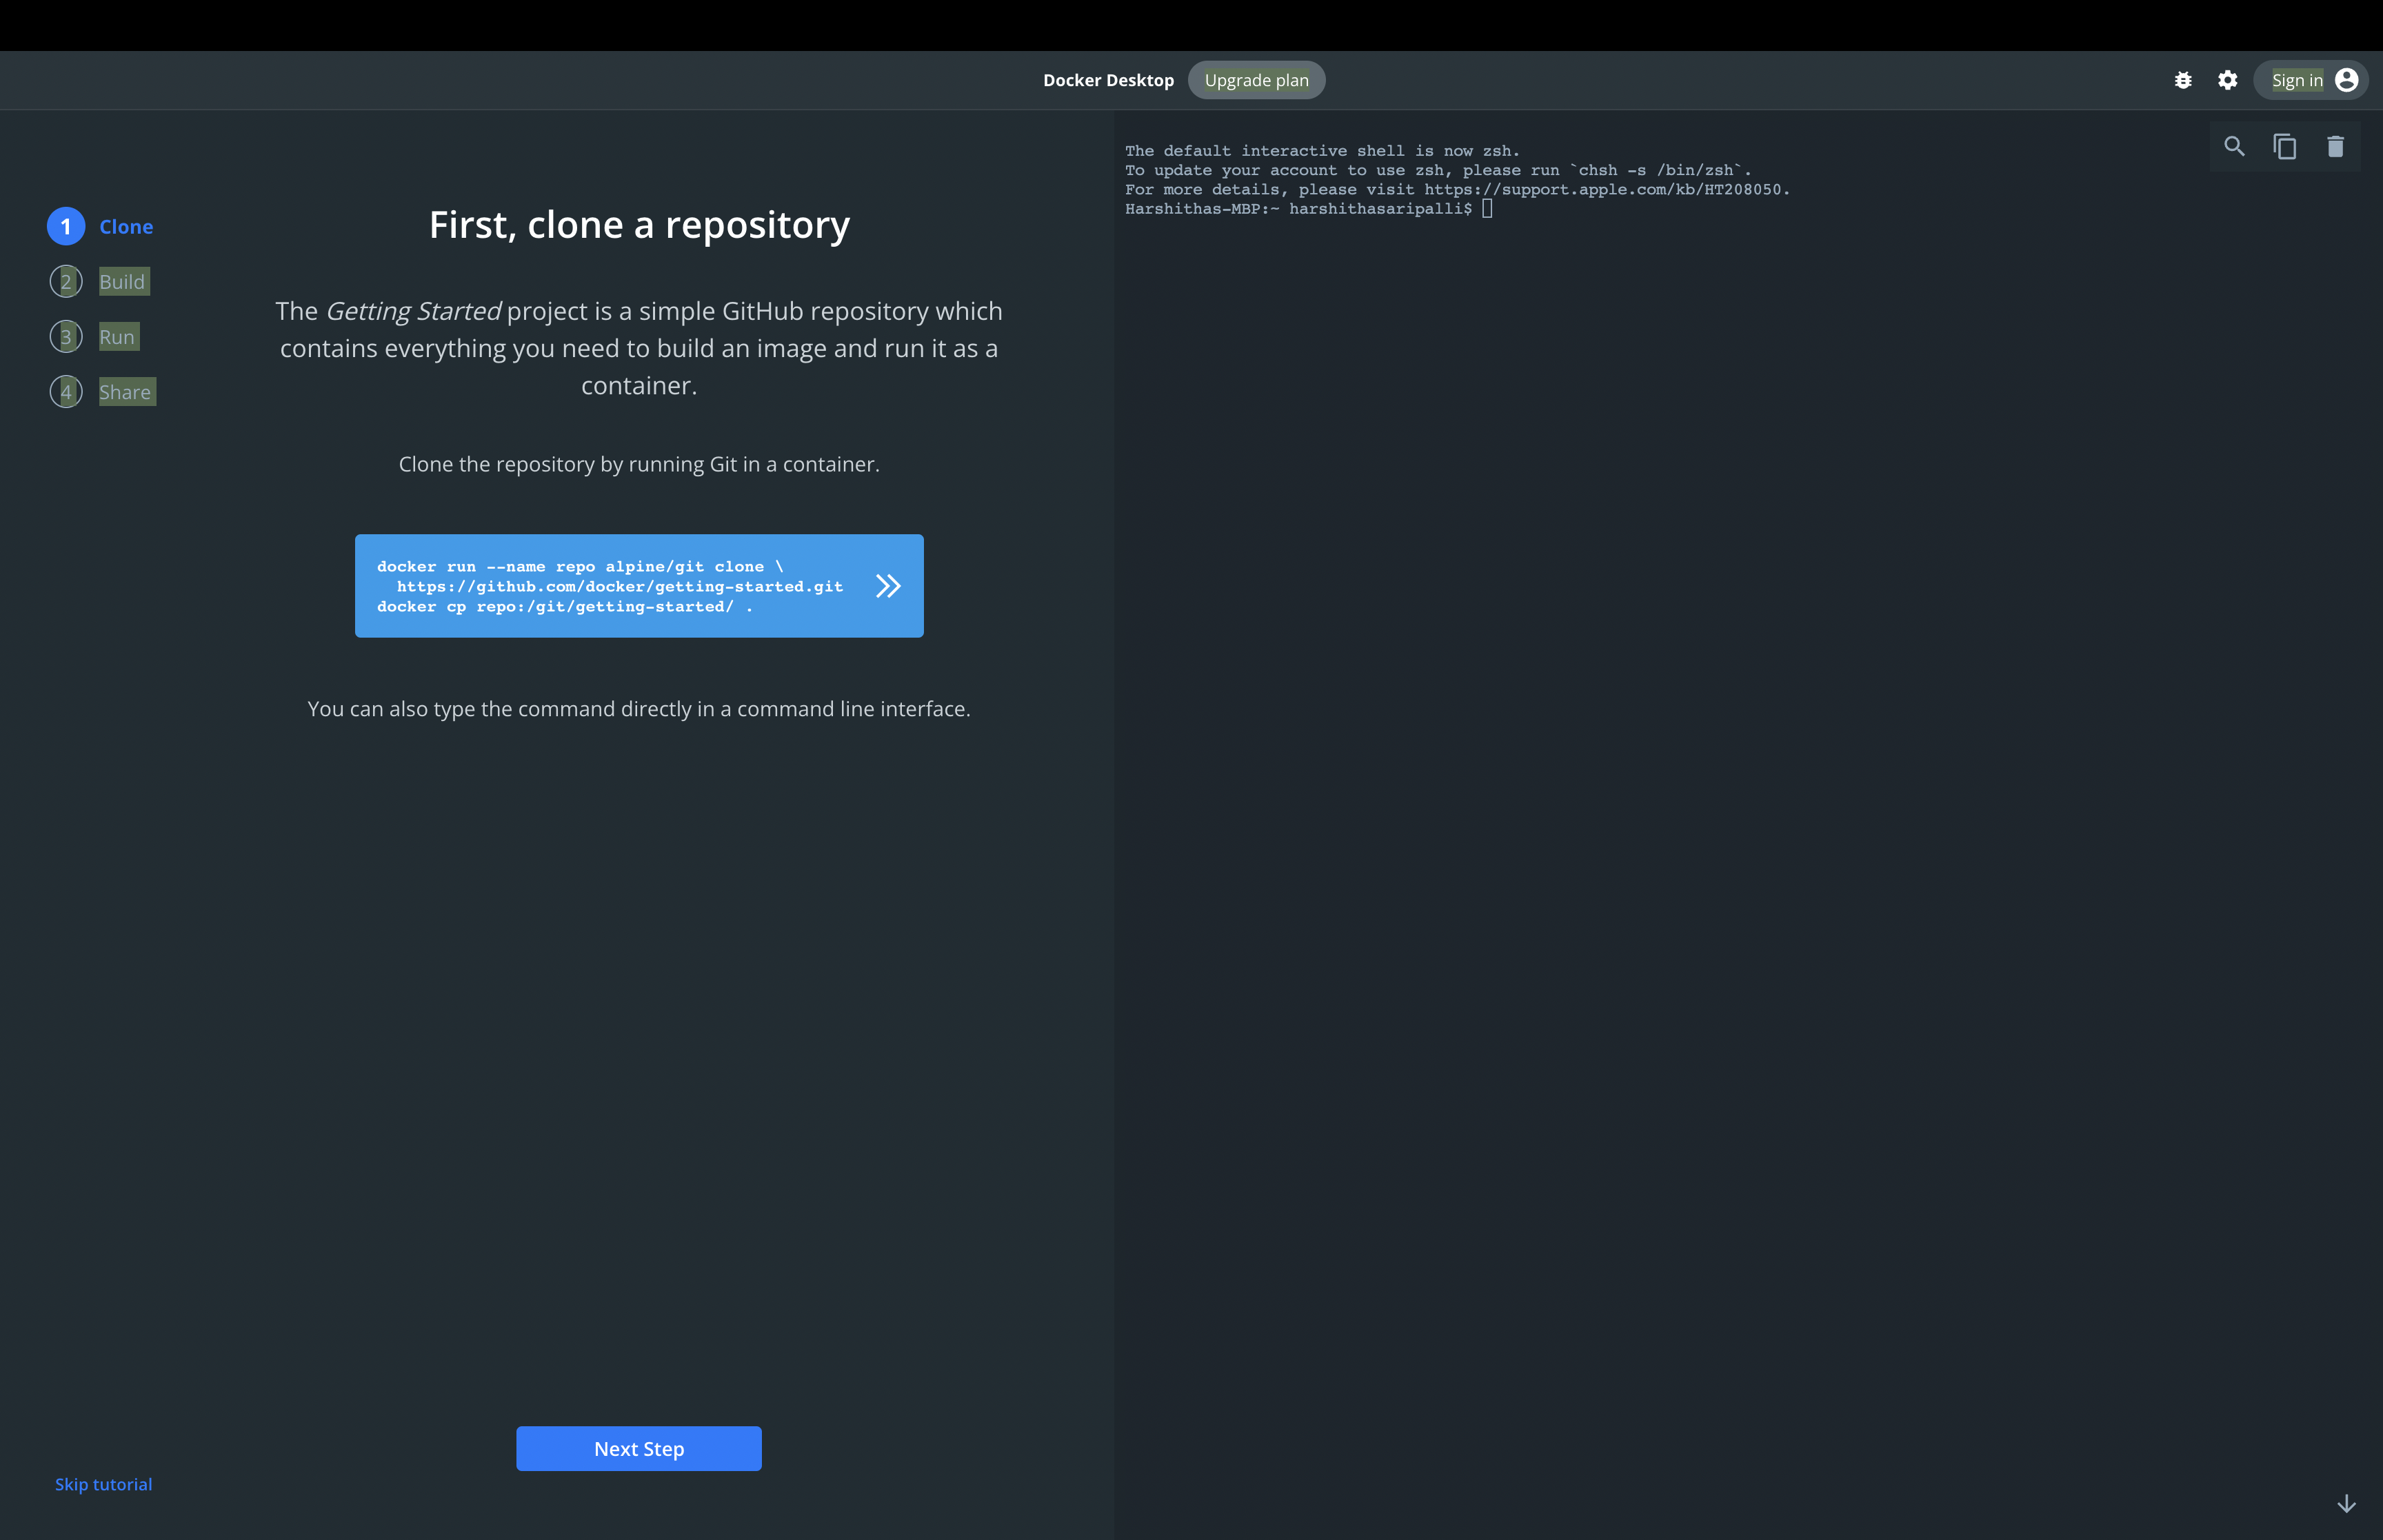 Docker Desktop Upgrade plan
Sign in
1 Clone
2 Build
3 Run
4 Share
First, clone a repository
The Getting Started project is a simple GitHub repository which
contains everything you need to build an image and run it as a
container.
Clone the repository by running Git in a container.
docker run --name repo alpine/git clone \
  https://github.com/docker/getting-started.git
docker cp repo:/git/getting-started/ .
You can also type the command directly in a command line interface.
Next Step
Skip tutorial
The default interactive shell is now zsh.
To update your account to use zsh, please run `chsh -s /bin/zsh`.
For more details, please visit https://support.apple.com/kb/HT208050.
Harshithas-MBP:~ harshithasaripalli$